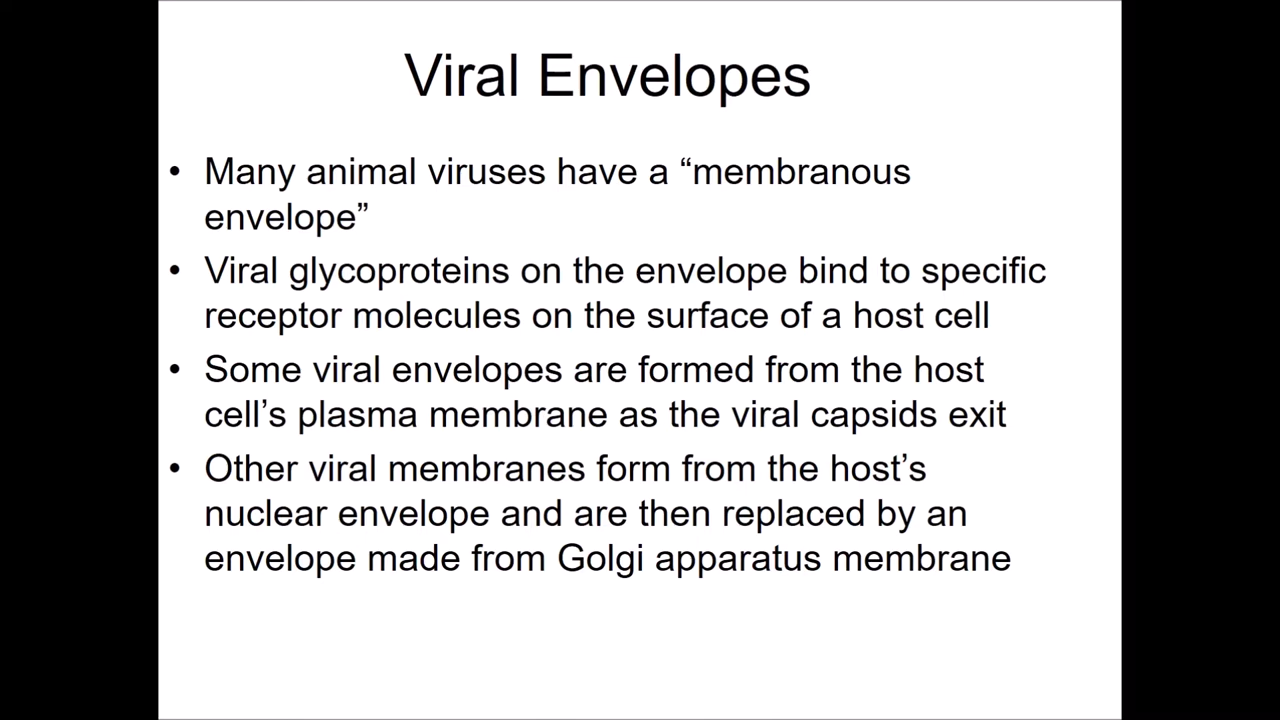 Viral Envelopes
• Many animal viruses have a “membranous
envelope”
• Viral glycoproteins on the envelope bind to specific
receptor molecules on the surface of a host cell
• Some viral envelopes are formed from the host
cell’s plasma membrane as the viral capsids exit
• Other viral membranes form from the host’s
nuclear envelope and are then replaced by an
envelope made from Golgi apparatus membrane